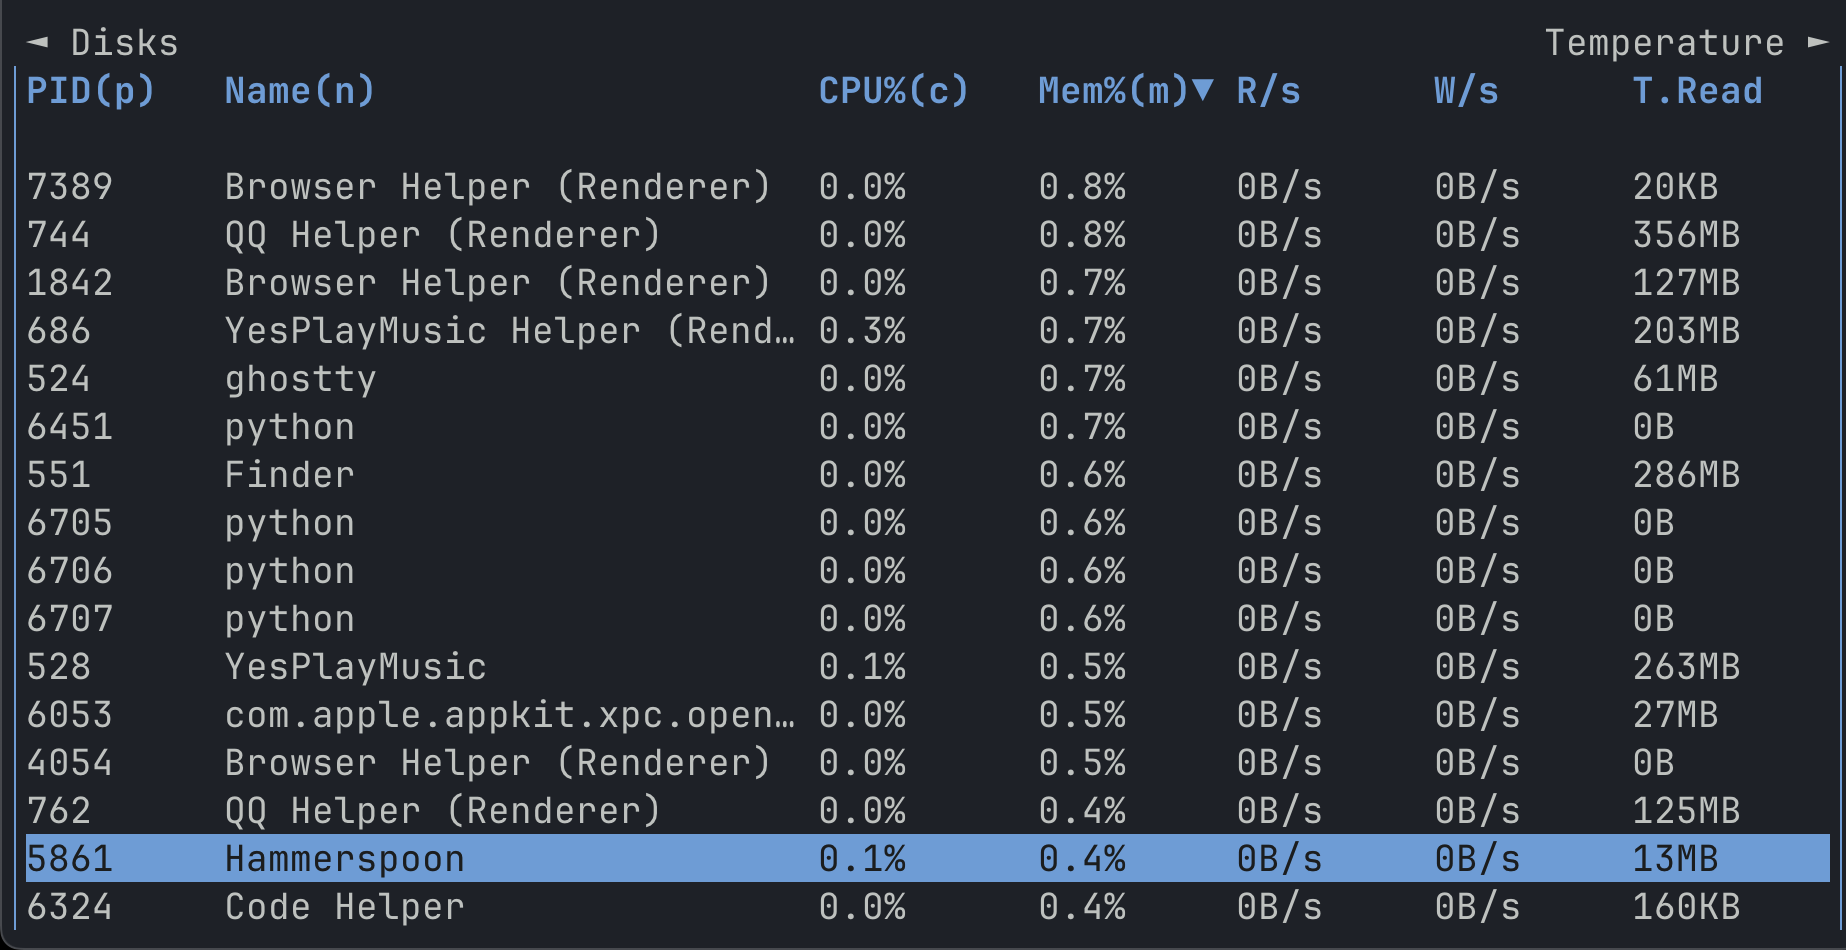 ◄ Disks Temperature ►
PID(p) Name(n) CPU%(c) Mem%(m)▼ R/s W/s T.Read
7389 Browser Helper (Renderer) 0.0% 0.8% 0B/s 0B/s 20KB
744 QQ Helper (Renderer) 0.0% 0.8% 0B/s 0B/s 356MB
1842 Browser Helper (Renderer) 0.0% 0.7% 0B/s 0B/s 127MB
686 YesPlayMusic Helper (Rend… 0.3% 0.7% 0B/s 0B/s 203MB
524 ghostty 0.0% 0.7% 0B/s 0B/s 61MB
6451 python 0.0% 0.7% 0B/s 0B/s 0B
551 Finder 0.0% 0.6% 0B/s 0B/s 286MB
6705 python 0.0% 0.6% 0B/s 0B/s 0B
6706 python 0.0% 0.6% 0B/s 0B/s 0B
6707 python 0.0% 0.6% 0B/s 0B/s 0B
528 YesPlayMusic 0.1% 0.5% 0B/s 0B/s 263MB
6053 com.apple.appkit.xpc.open… 0.0% 0.5% 0B/s 0B/s 27MB
4054 Browser Helper (Renderer) 0.0% 0.5% 0B/s 0B/s 0B
762 QQ Helper (Renderer) 0.0% 0.4% 0B/s 0B/s 125MB
5861 Hammerspoon 0.1% 0.4% 0B/s 0B/s 13MB
6324 Code Helper 0.0% 0.4% 0B/s 0B/s 160KB